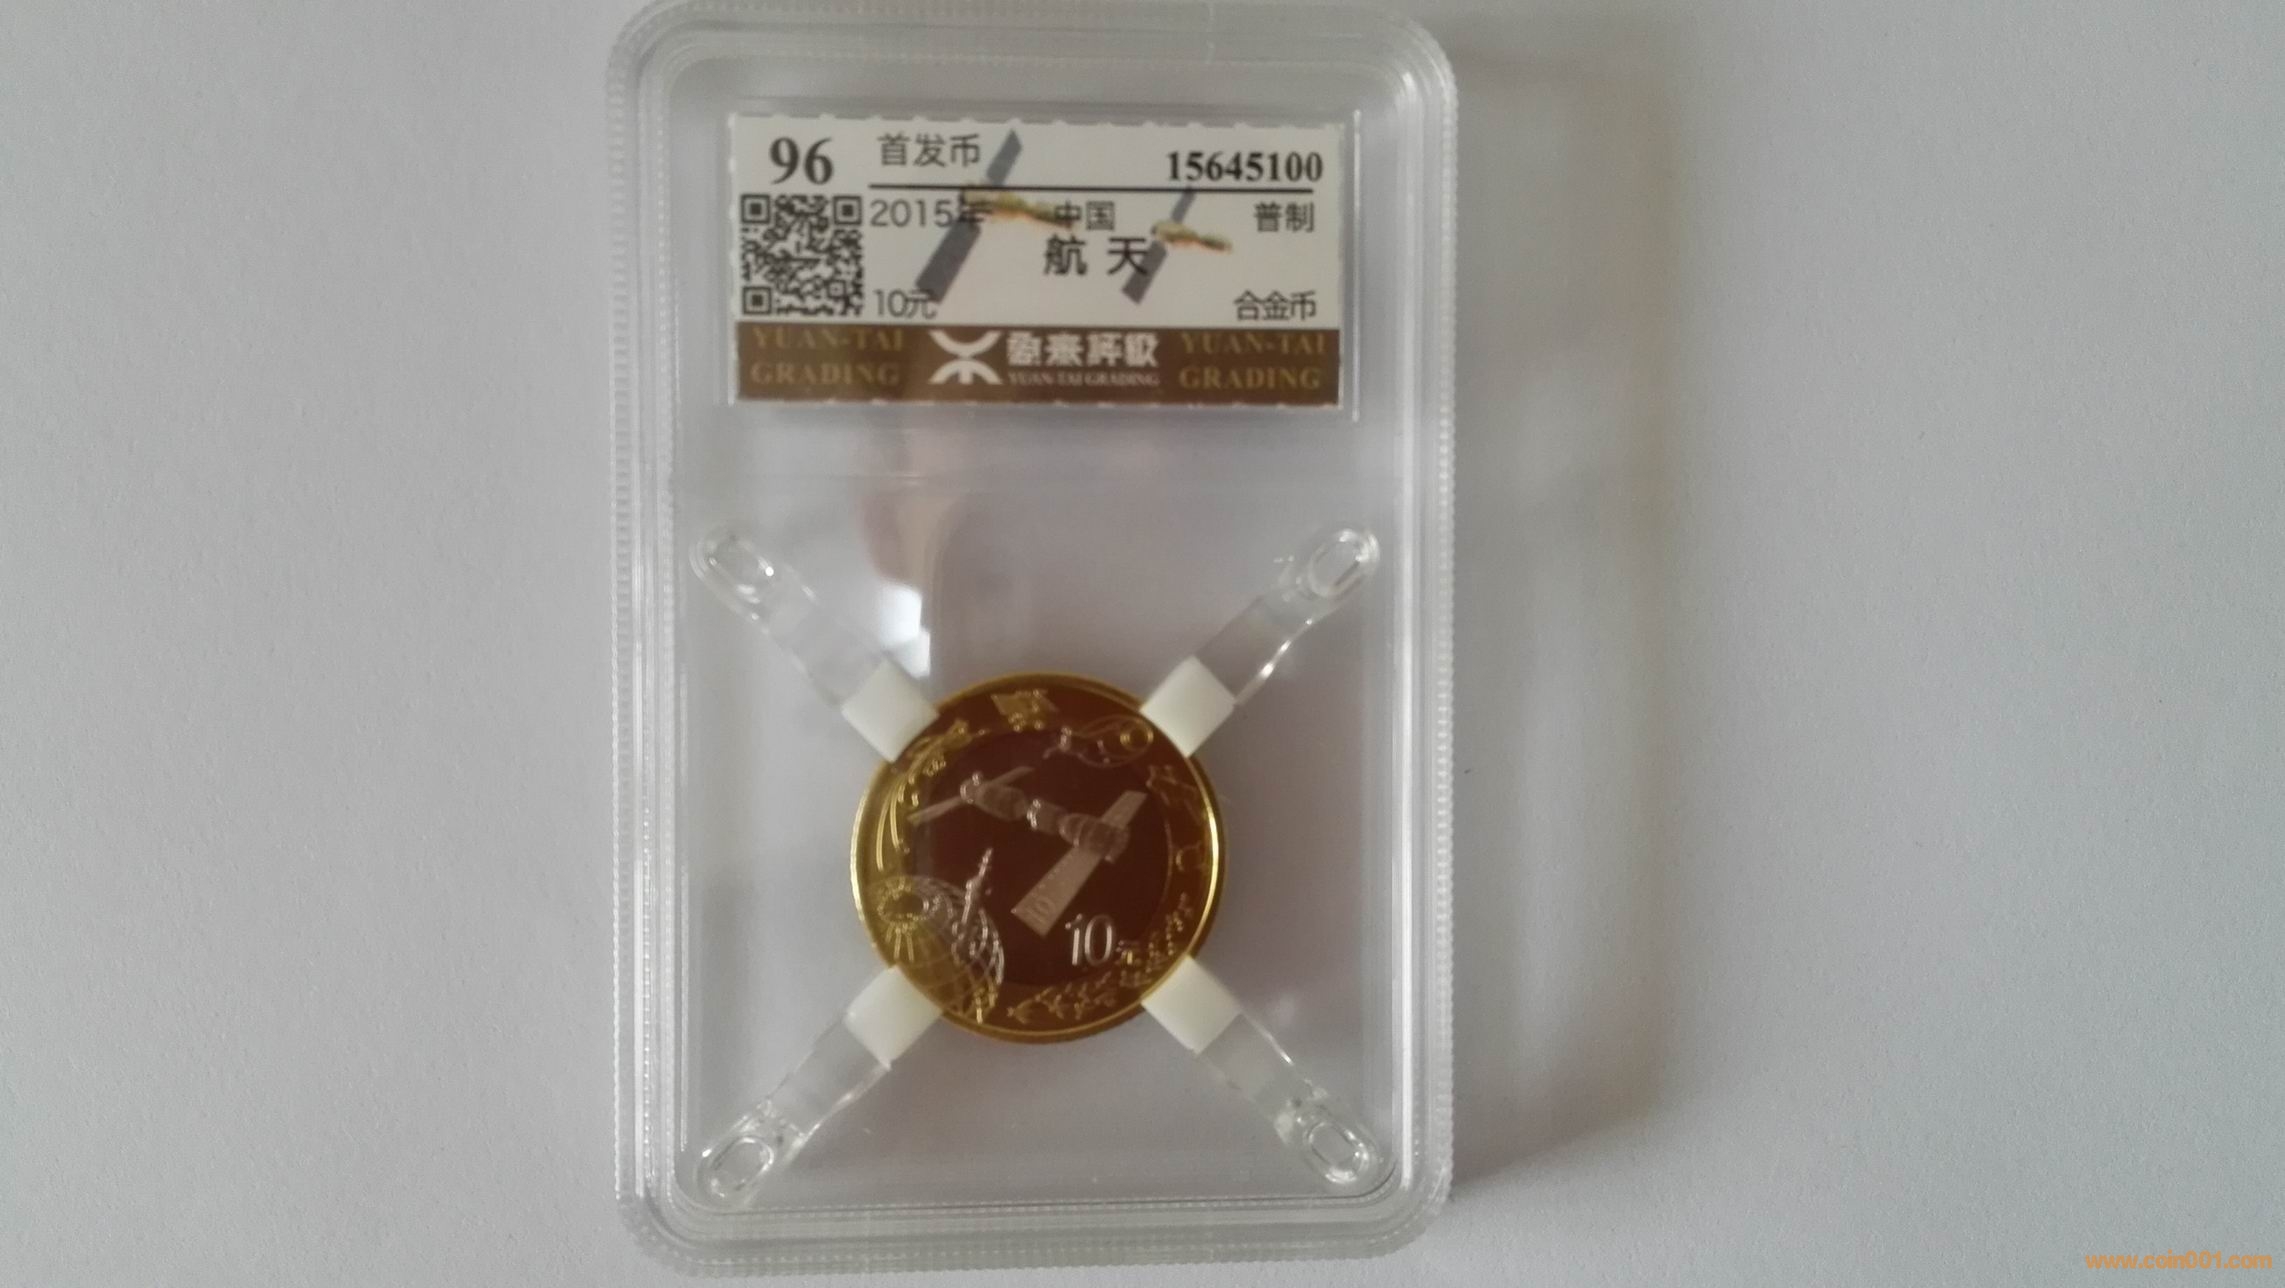 96
首发币
15645100
2015年
中国
普制
航天
10元
合金币
YUAN-TAI
GRADING
源泰评级
YUAN-TAI GRADING
YUAN-TAI
GRADING
10元
www.coin001.com